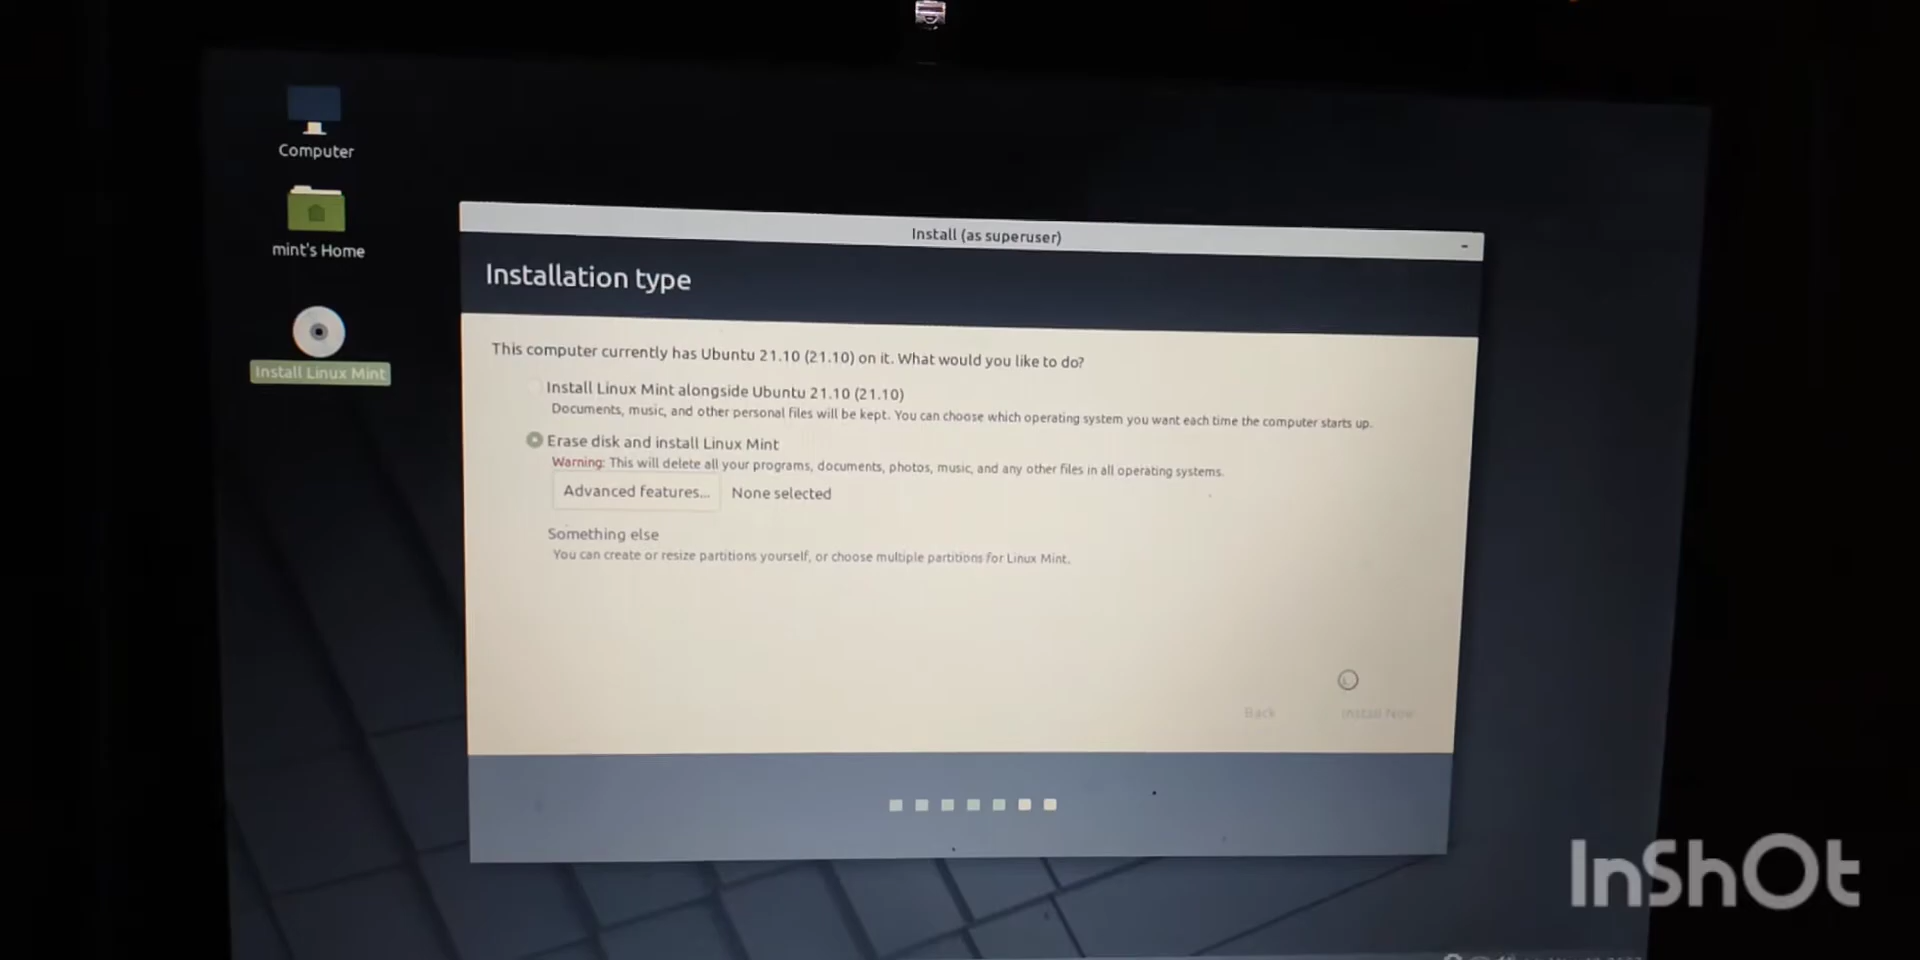 Computer
mint's Home
Install Linux Mint
Install (as superuser)
Installation type
This computer currently has Ubuntu 21.10 (21.10) on it. What would you like to do?
Install Linux Mint alongside Ubuntu 21.10 (21.10)
Documents, music, and other personal files will be kept. You can choose which operating system you want each time the computer starts up.
Erase disk and install Linux Mint
Warning: This will delete all your programs, documents, photos, music, and any other files in all operating systems.
Advanced features... None selected
Something else
You can create or resize partitions yourself, or choose multiple partitions for Linux Mint.
Back Install Now
InShOt